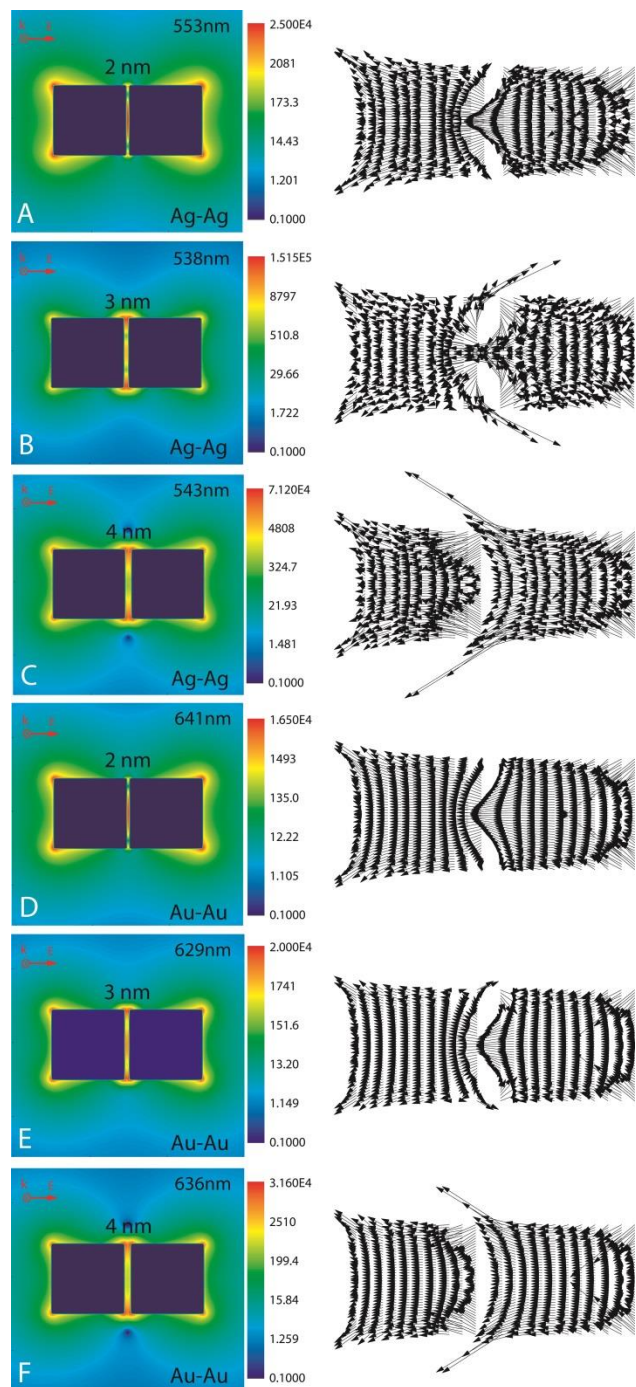 553nm
2 nm
2.500E4
2081
173.3
14.43
1.201
0.1000
A
Ag-Ag
538nm
3 nm
1.515E5
8797
510.8
29.66
1.722
0.1000
B
Ag-Ag
543nm
4 nm
7.120E4
4808
324.7
21.93
1.481
0.1000
C
Ag-Ag
641nm
2 nm
1.650E4
1493
135.0
12.22
1.105
0.1000
D
Au-Au
629nm
3 nm
2.000E4
1741
151.6
13.20
1.149
0.1000
E
Au-Au
636nm
4 nm
3.160E4
2510
199.4
15.84
1.259
0.1000
F
Au-Au